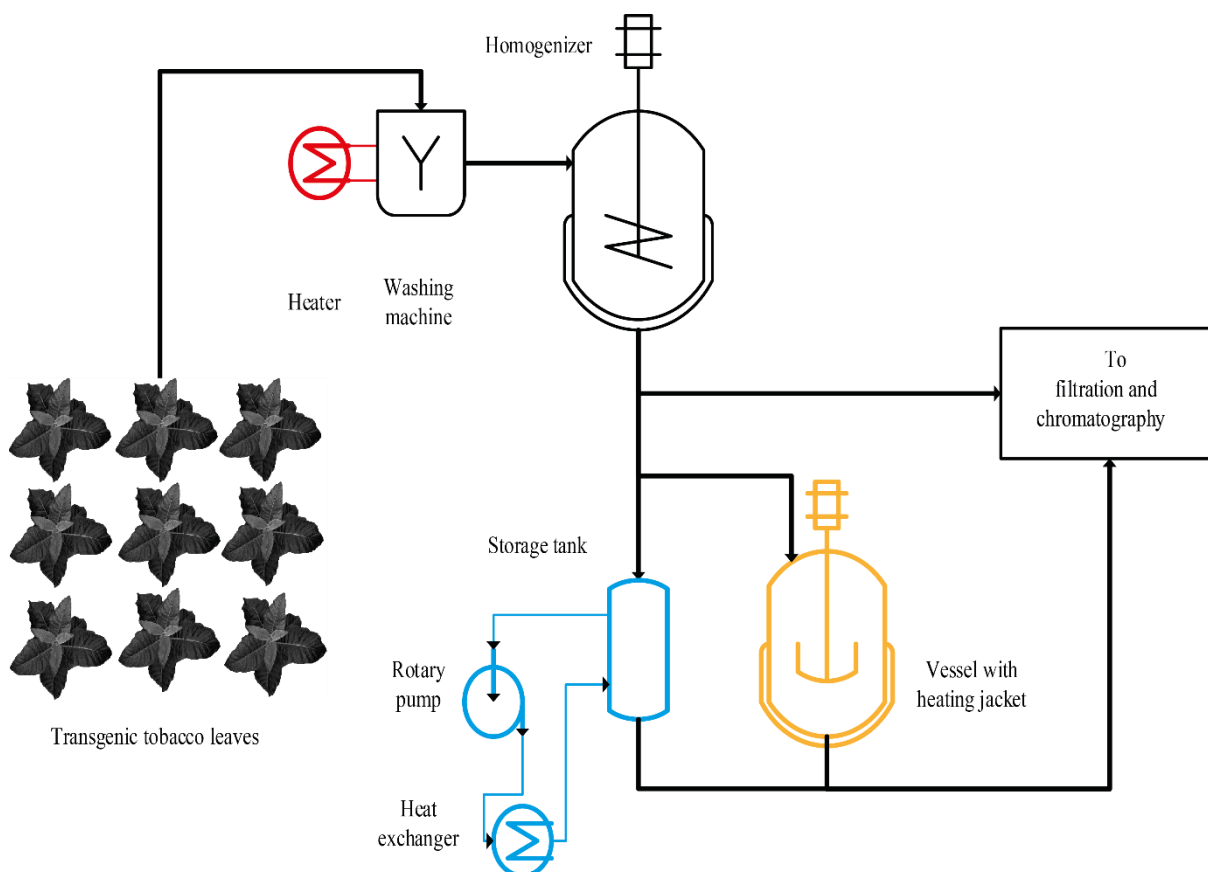 Homogenizer
Heater
Washing
machine
To
filtration and
chromatography
Storage tank
Rotary
pump
Vessel with
heating jacket
Transgenic tobacco leaves
Heat
exchanger